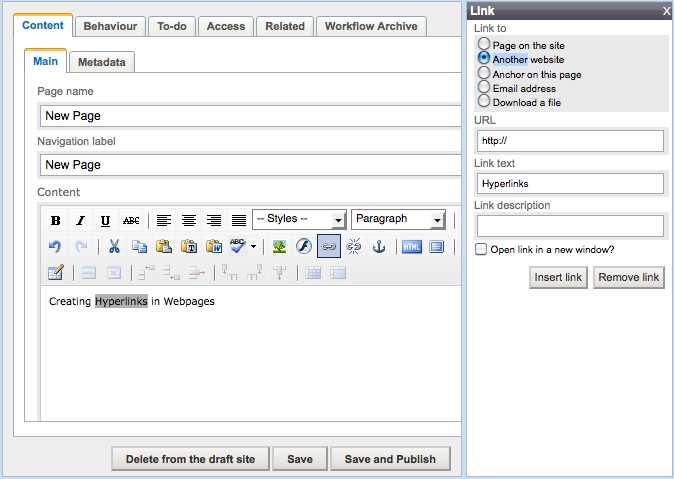 Content Behaviour To-do Access Related Workflow Archive
Main Metadata
Page name
New Page
Navigation label
New Page
Content
B I U ABC -- Styles -- Paragraph
T W ABC HTML
Creating Hyperlinks in Webpages
Delete from the draft site Save Save and Publish
Link X
Link to
Page on the site
Another website
Anchor on this page
Email address
Download a file
URL
http://
Link text
Hyperlinks
Link description
Open link in a new window?
Insert link Remove link